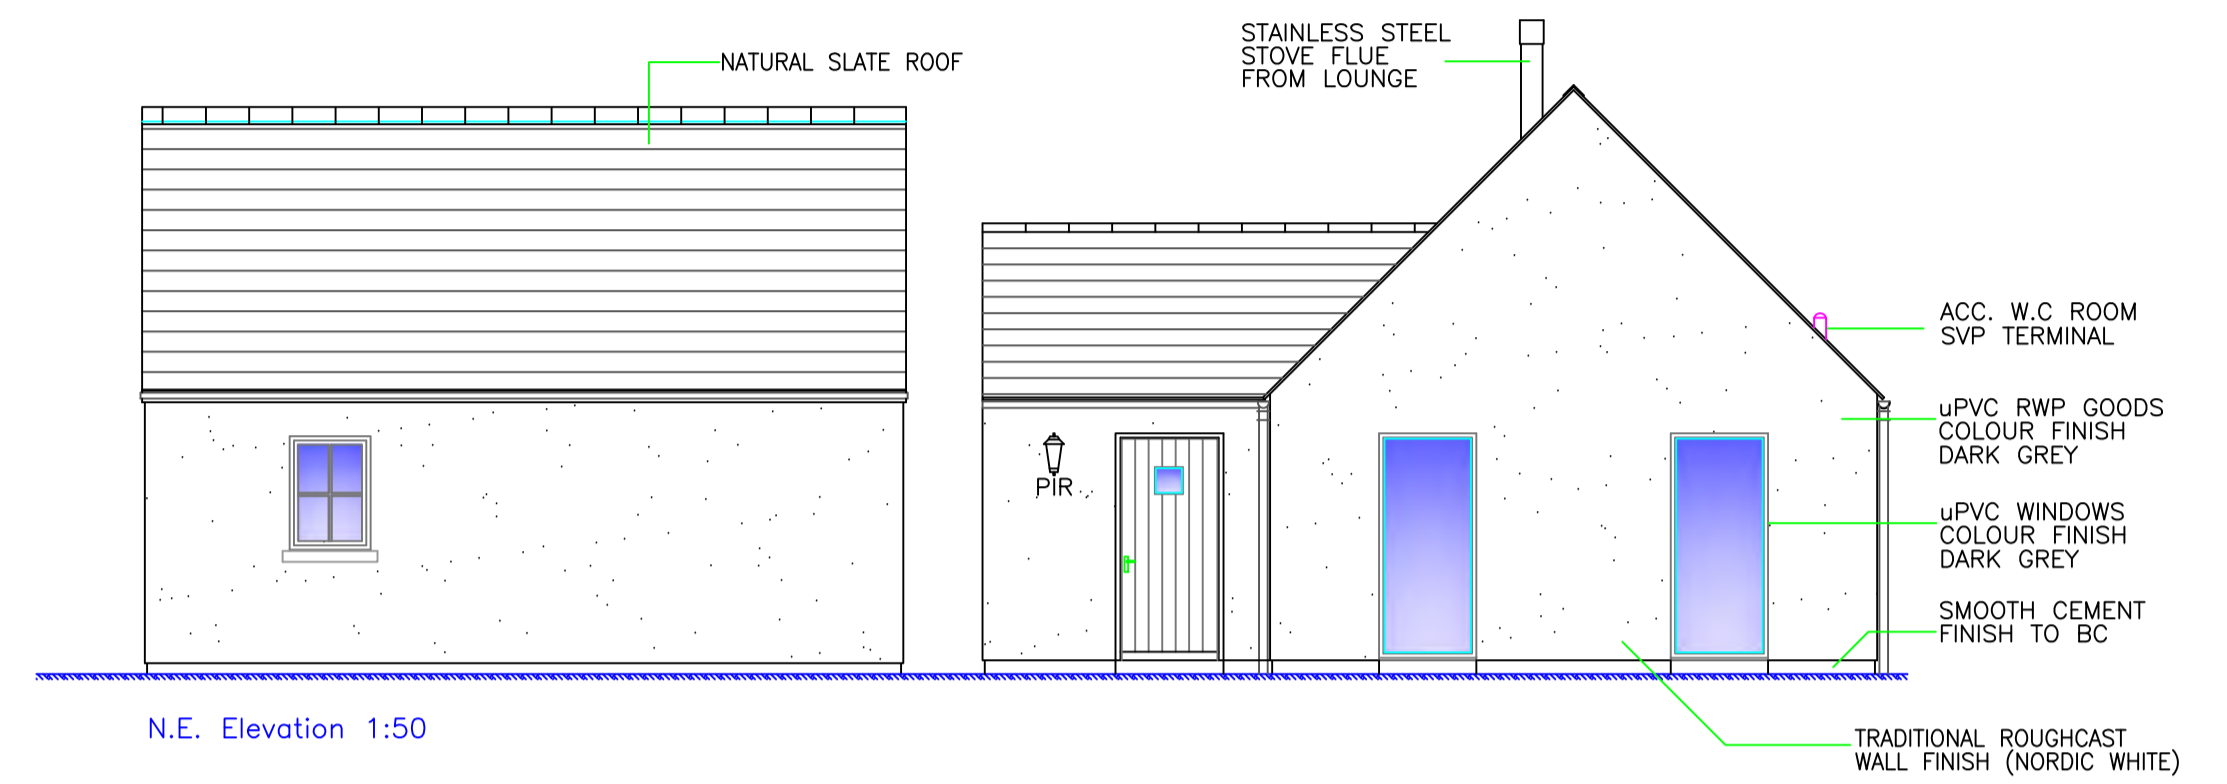 NATURAL SLATE ROOF
STAINLESS STEEL
STOVE FLUE
FROM LOUNGE
ACC. W.C ROOM
SVP TERMINAL
uPVC RWP GOODS
COLOUR FINISH
DARK GREY
PIR
uPVC WINDOWS
COLOUR FINISH
DARK GREY
SMOOTH CEMENT
FINISH TO BC
N.E. Elevation 1:50
TRADITIONAL ROUGHCAST
WALL FINISH (NORDIC WHITE)